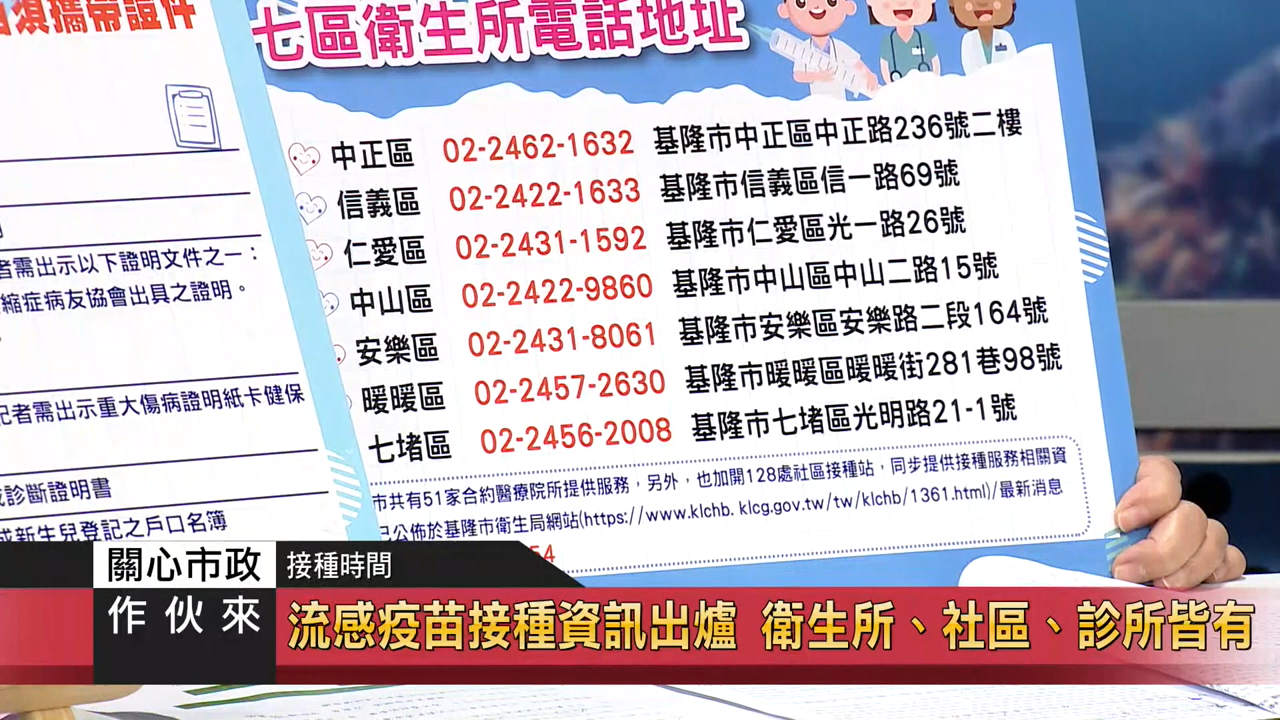 須攜帶證件
者需出示以下證明文件之一：
縮症病友協會出具之證明。
記者需出示重大傷病證明紙卡健保
診斷證明書
成新生兒登記之戶口名簿
七區衛生所電話地址
中正區 02-2462-1632 基隆市中正區中正路236號二樓
信義區 02-2422-1633 基隆市信義區信一路69號
仁愛區 02-2431-1592 基隆市仁愛區光一路26號
中山區 02-2422-9860 基隆市中山區中山二路15號
安樂區 02-2431-8061 基隆市安樂區安樂路二段164號
暖暖區 02-2457-2630 基隆市暖暖區暖暖街281巷98號
七堵區 02-2456-2008 基隆市七堵區光明路21-1號
市共有51家合約醫療院所提供服務，另外，也加開128處社區接種站，同步提供接種服務相關資
已公佈於基隆市衛生局網站(https://www.klchb. klcg.gov.tw/tw/klchb/1361.html)/最新消息
54
關心市政 接種時間
作伙來
流感疫苗接種資訊出爐 衛生所、社區、診所皆有